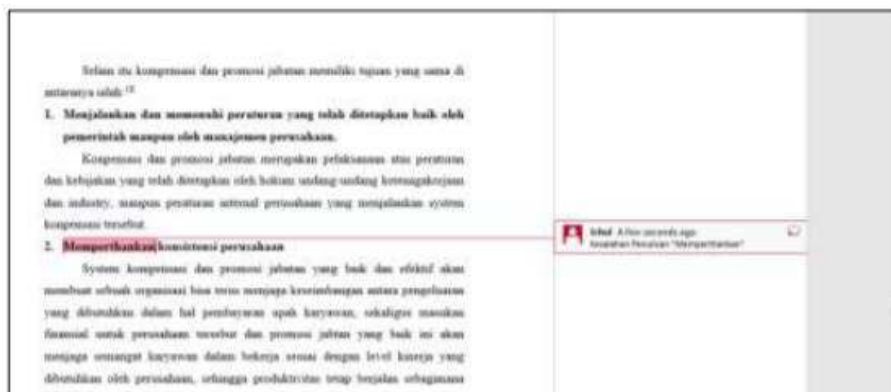 Selain itu kompensasi dan promosi jabatan memiliki tujuan yang sama di
antaranya ialah
1. Menjalankan dan memenuhi peraturan yang telah ditetapkan baik oleh
pemerintah maupun oleh manajemen perusahaan.
Kompensasi dan promosi jabatan merupakan pelaksanaan atas peraturan
dan kebijakan yang telah ditetapkan oleh hukum undang-undang ketenagakerjaan
dan industry, maupun peraturan internal perusahaan yang menjalankan system
kompensasi tersebut.
2. Memperthankan konsistensi perusahaan
Ichsl A few seconds ago
Kesalahan Penulisan "Memperthankan"
System kompensasi dan promosi jabatan yang baik dan efektif akan
membuat sebuah organisasi bisa terus menjaga keseimbangan antara pengeluaran
yang dibutuhkan dalam hal pembayaran upah karyawan, sekaligus masukan
finansial untuk perusahaan tersebut dan promosi jabtan yang baik ini akan
menjaga semangat karyawan dalam bekerja sesuai dengan level kinerja yang
dibutuhkan oleh perusahaan, sehingga produktivitas tetap berjalan sebagaimana